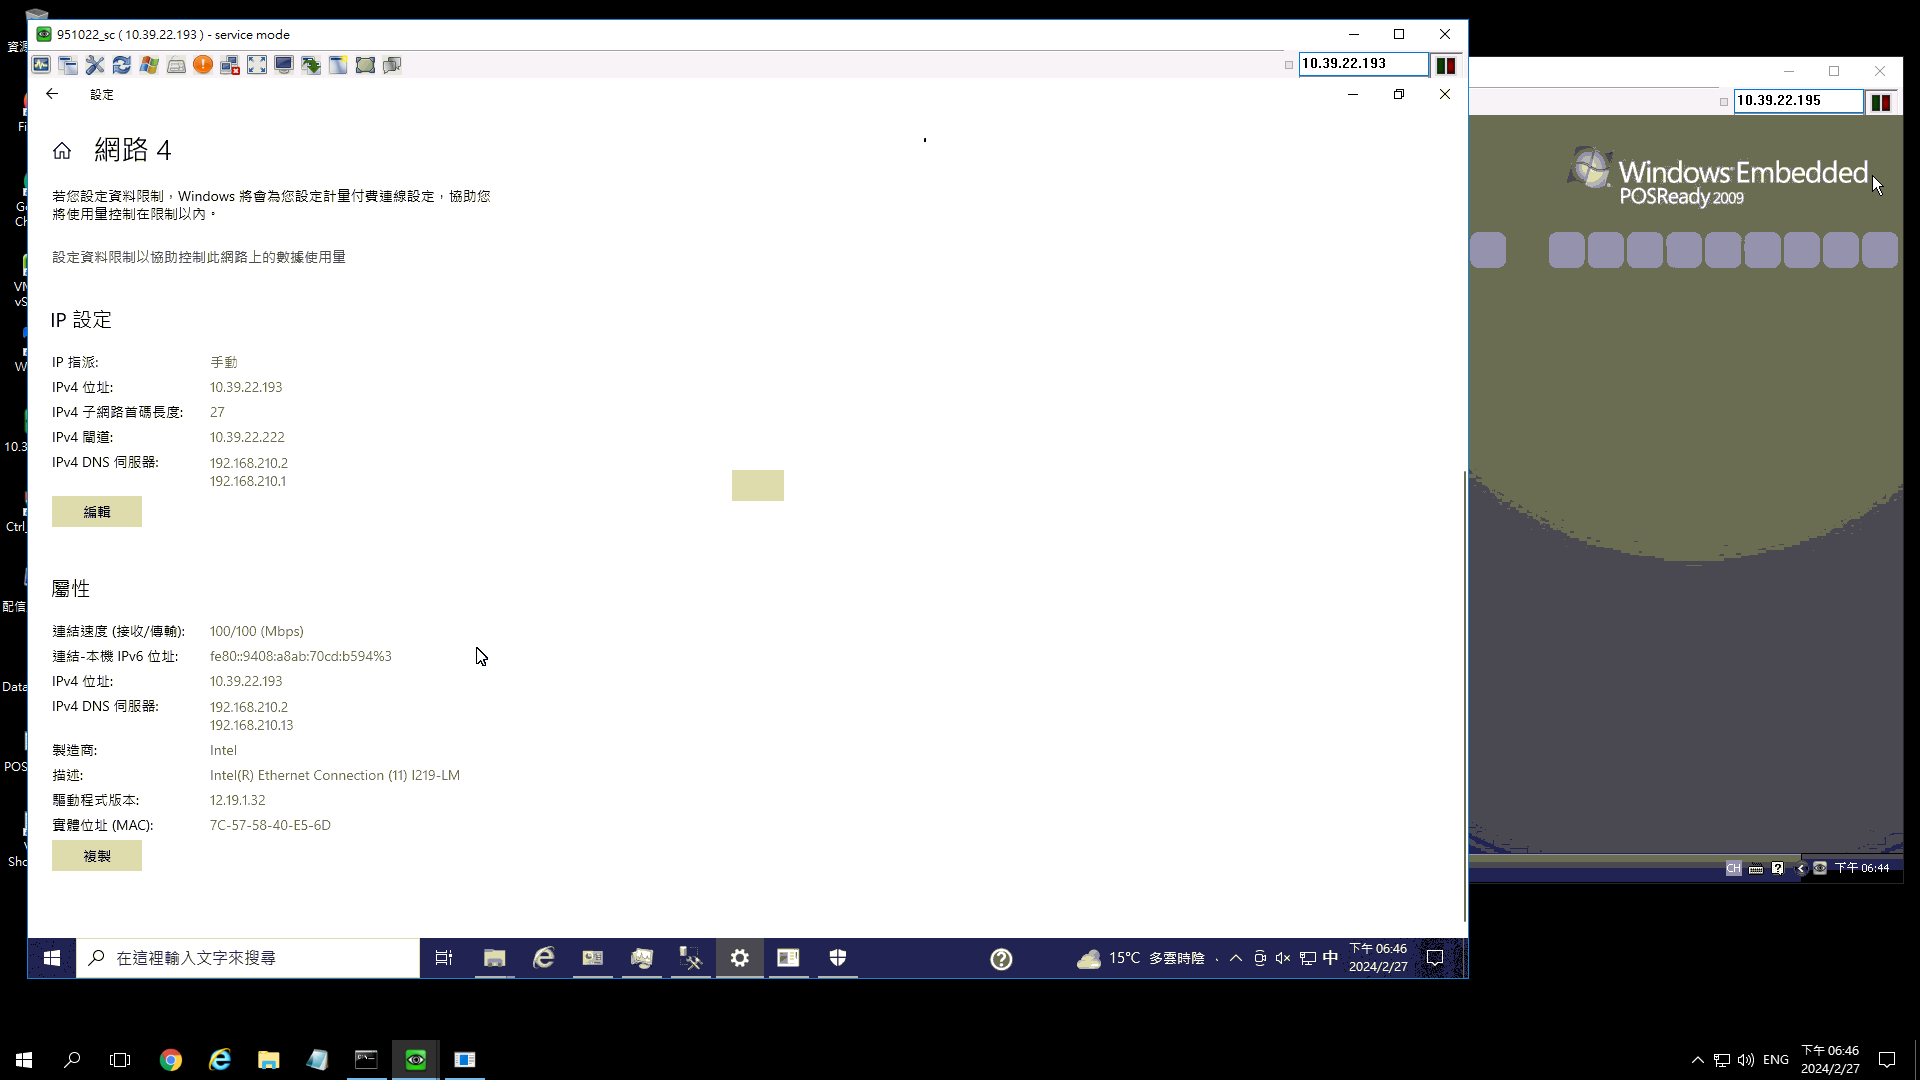 951022_sc ( 10.39.22.193 ) - service mode
10.39.22.193
設定
網路 4
若您設定資料限制，Windows 將會為您設定計量付費連線設定，協助您
將使用量控制在限制以內。
設定資料限制以協助控制此網路上的數據使用量
IP 設定
IP 指派: 手動
IPv4 位址: 10.39.22.193
IPv4 子網路首碼長度: 27
IPv4 閘道: 10.39.22.222
IPv4 DNS 伺服器: 192.168.210.2
192.168.210.1
編輯
屬性
連結速度 (接收/傳輸): 100/100 (Mbps)
連結-本機 IPv6 位址: fe80::9408:a8ab:70cd:b594%3
IPv4 位址: 10.39.22.193
IPv4 DNS 伺服器: 192.168.210.2
192.168.210.13
製造商: Intel
描述: Intel(R) Ethernet Connection (11) I219-LM
驅動程式版本: 12.19.1.32
實體位址 (MAC): 7C-57-58-40-E5-6D
複製
在這裡輸入文字來搜尋
15°C 多雲時陰
中
下午 06:46
2024/2/27
10.39.22.195
Windows Embedded
POSReady 2009
CH
下午 06:44
ENG
下午 06:46
2024/2/27